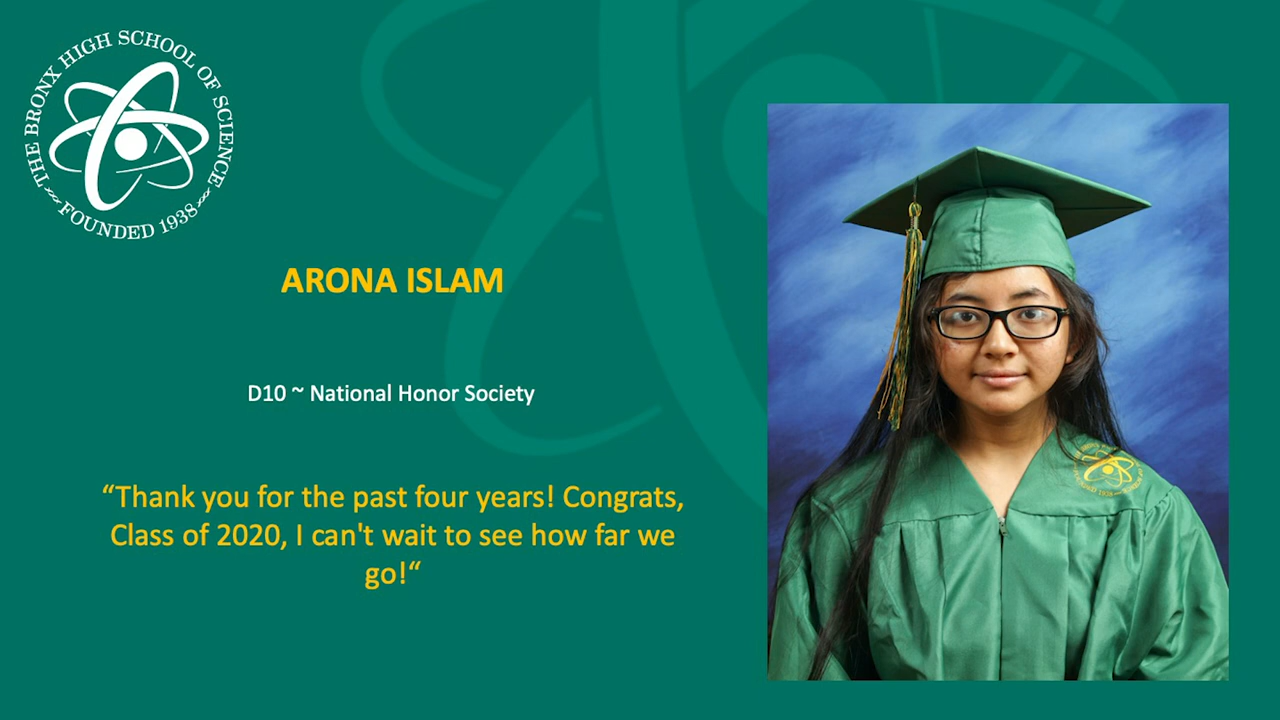 THE BRONX HIGH SCHOOL OF SCIENCE
FOUNDED 1938
ARONA ISLAM
D10 ~ National Honor Society
“Thank you for the past four years! Congrats,
Class of 2020, I can't wait to see how far we
go!“